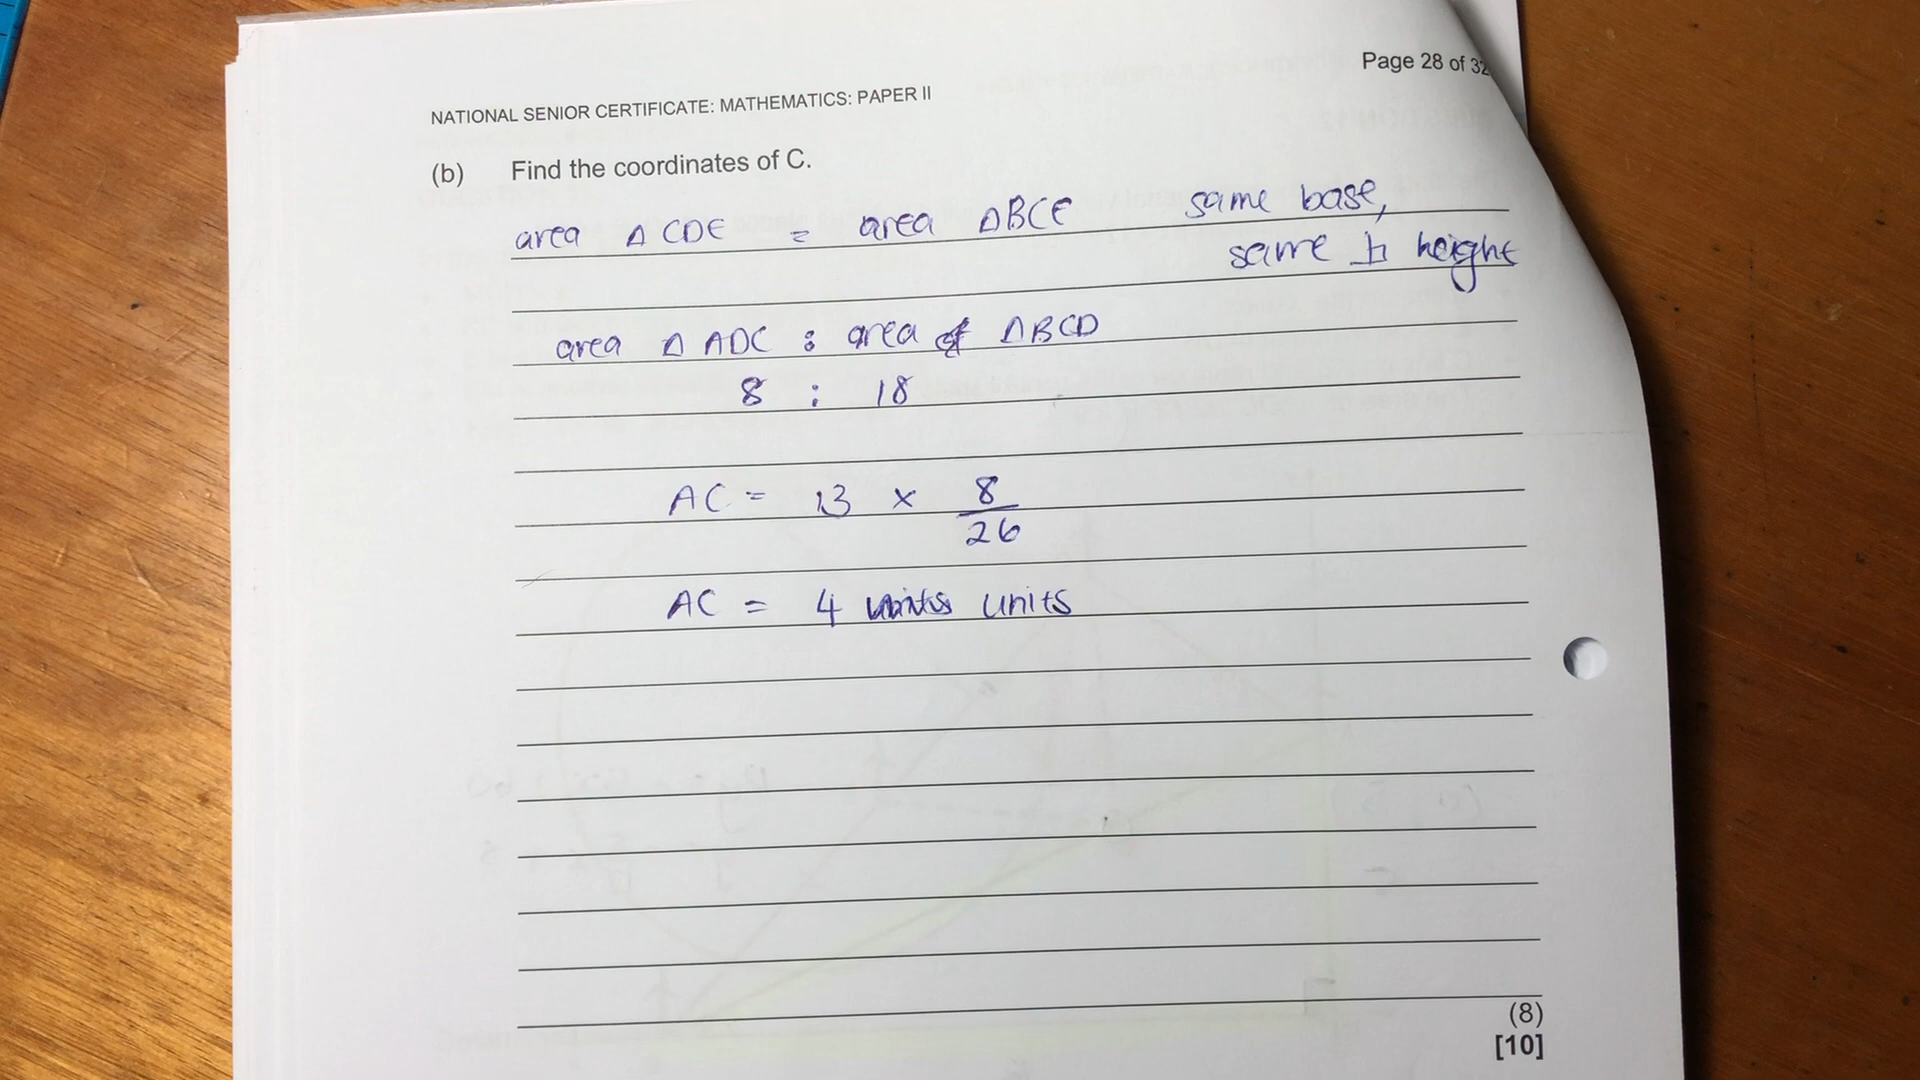 Page 28 of 32
NATIONAL SENIOR CERTIFICATE: MATHEMATICS: PAPER II
(b) Find the coordinates of C.
area Δ CDE = area ΔBCE same base,
same ⊥ height
area Δ ADC : area of ΔBCD
8 : 18
AC = 13 × 8/26
AC = 4 units units
(8)
[10]